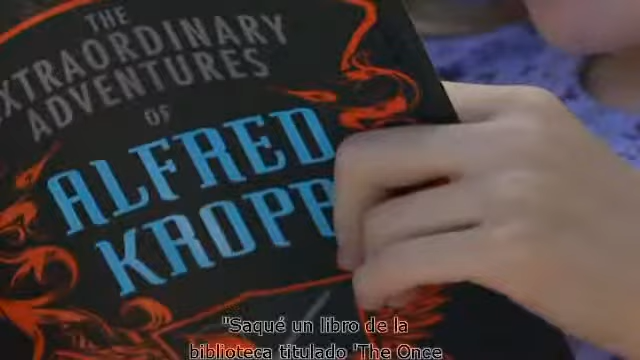 THE
EXTRAORDINARY
ADVENTURES
OF
ALFRED
KROPP
"Saqué un libro de la
biblioteca titulado 'The Once